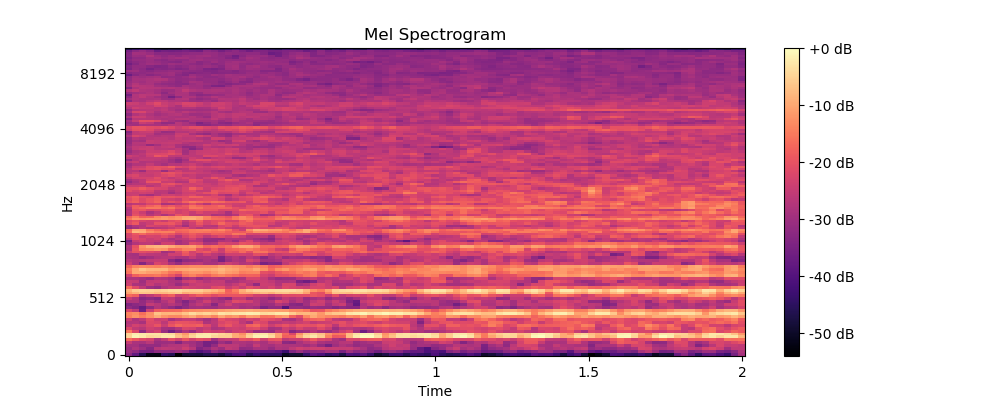 Mel Spectrogram
8192
4096
2048
1024
512
0
Hz
0
0.5
1
1.5
2
Time
+0 dB
-10 dB
-20 dB
-30 dB
-40 dB
-50 dB